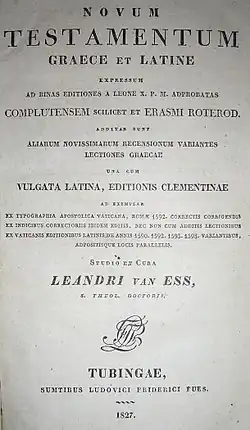 NOVUM
TESTAMENTUM
GRAECE ET LATINE
EXPRESSUM
AD BINAS EDITIONES A LEONE X. P. M. ADPROBATAS
COMPLUTENSEM SCILICET ET ERASMI ROTEROD.
ADDITAE SUNT
ALIARUM NOVISSIMARUM RECENSIONUM VARIANTES
LECTIONES GRAECAE
UNA CUM
VULGATA LATINA, EDITIONIS CLEMENTINAE
AD EXEMPLAR
EX TYPOGRAPHIA APOSTOLICA VATICANA, ROMAE 1592. CORRECTIS CORRIGENDIS
EX INDICIBUS CORRECTORIIS IBIDEM EDITIS, NEC NON CUM ADDITIS LECTIONIBUS
EX VATICANIS EDITIONIBUS LATINIS DE ANNIS 1590. 1592. 1593. 1598. VARIANTIBUS,
ADPOSITISQUE LOCIS PARALLELIS.
STUDIO ET CURA
LEANDRI VAN ESS,
S. THEOL. DOCTORIS.
TUBINGAE,
SUMTIBUS LUDOVICI FRIDERICI FUES.
1827.